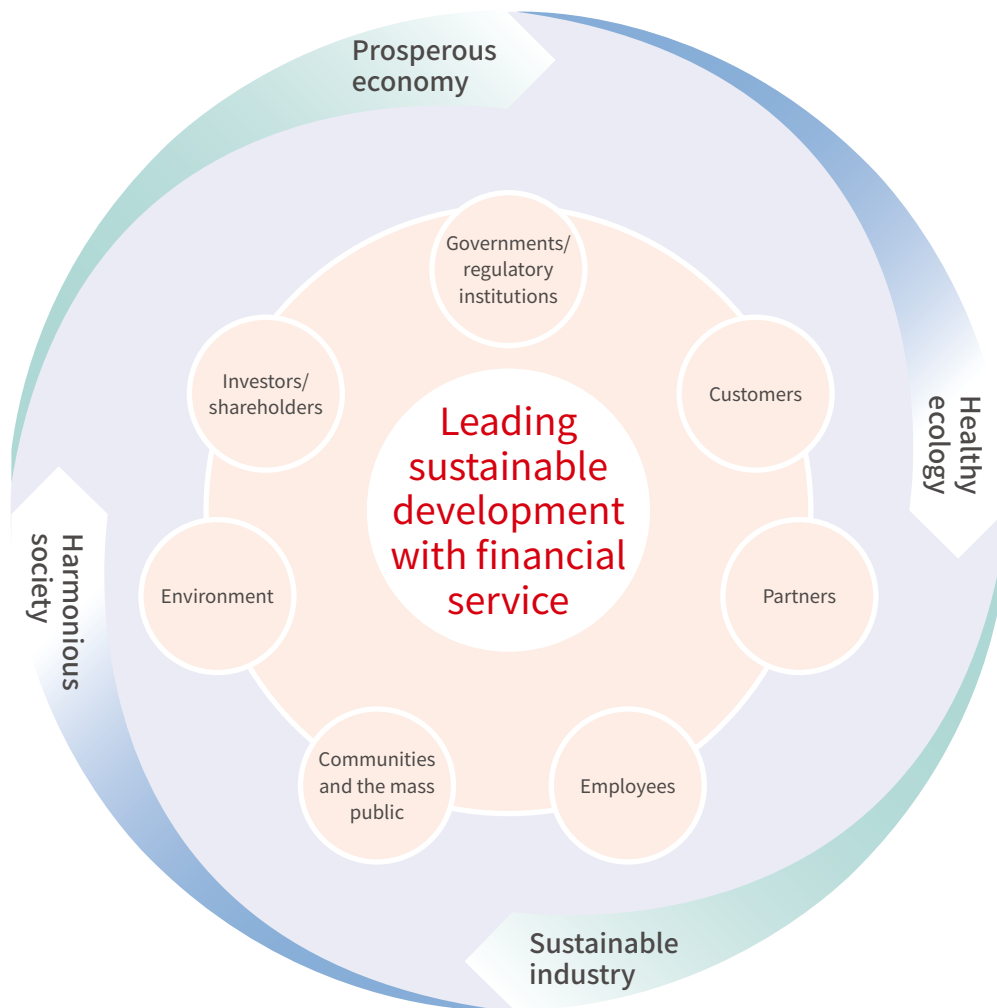 Prosperous
economy
Healthy
ecology
Sustainable
industry
Harmonious
society
Governments/
regulatory
institutions
Customers
Partners
Employees
Communities
and the mass
public
Environment
Investors/
shareholders
Leading
sustainable
development
with financial
service